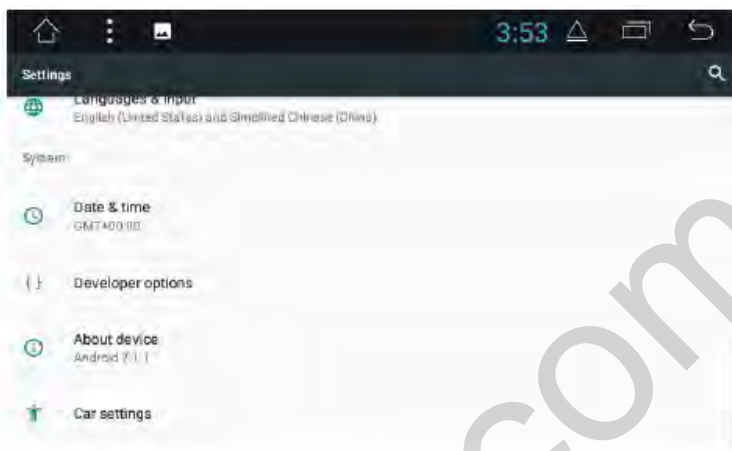 3:53
Settings
Languages & input
English (United States) and Simplified Chinese (China)
System
Date & time
GMT+00:00
Developer options
About device
Android 7.1.1
Car settings
com